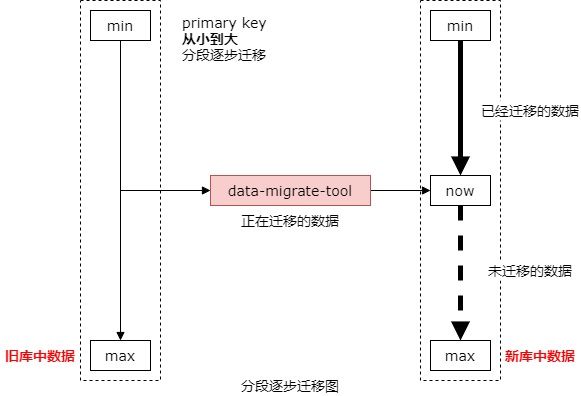 min
primary key
从小到大
分段逐步迁移
min
已经迁移的数据
data-migrate-tool
now
正在迁移的数据
未迁移的数据
旧库中数据
max
max
新库中数据
分段逐步迁移图